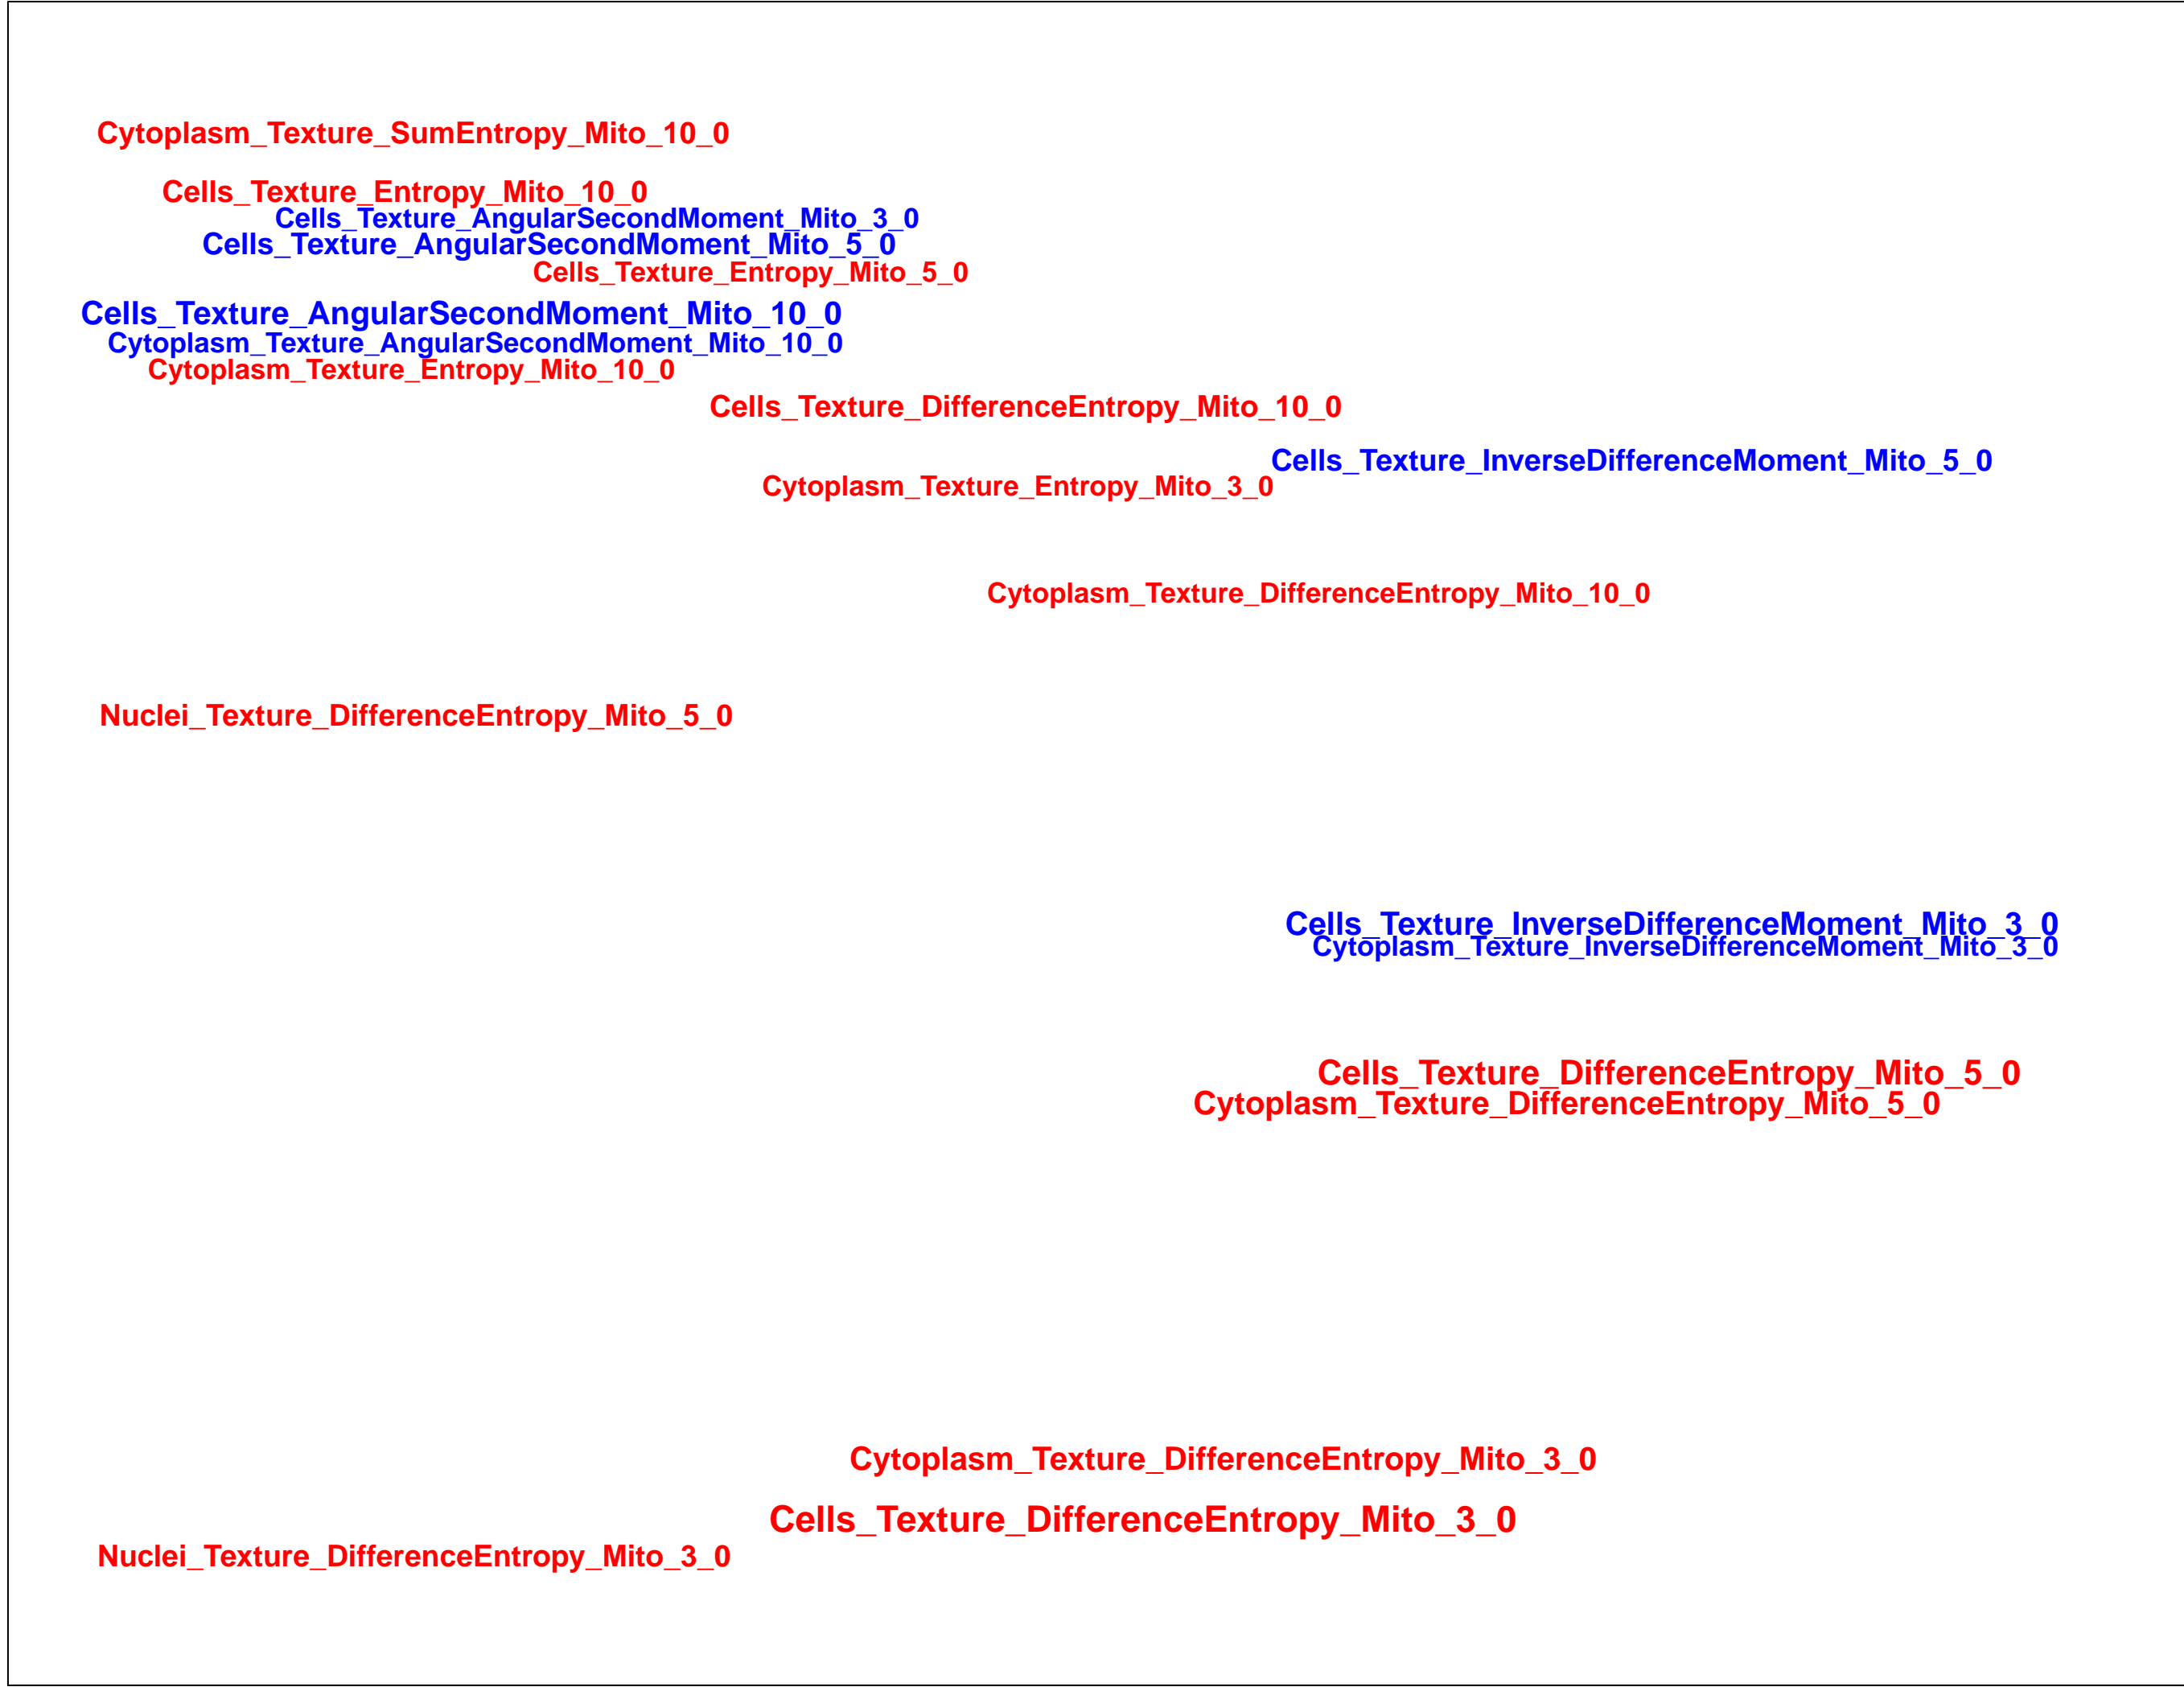 Cytoplasm_Texture_SumEntropy_Mito_10_0
Cells_Texture_Entropy_Mito_10_0
Cells_Texture_AngularSecondMoment_Mito_3_0
Cells_Texture_AngularSecondMoment_Mito_5_0
Cells_Texture_Entropy_Mito_5_0
Cells_Texture_AngularSecondMoment_Mito_10_0
Cytoplasm_Texture_AngularSecondMoment_Mito_10_0
Cytoplasm_Texture_Entropy_Mito_10_0
Cells_Texture_DifferenceEntropy_Mito_10_0
Cells_Texture_InverseDifferenceMoment_Mito_5_0
Cytoplasm_Texture_Entropy_Mito_3_0
Cytoplasm_Texture_DifferenceEntropy_Mito_10_0
Nuclei_Texture_DifferenceEntropy_Mito_5_0
Cells_Texture_InverseDifferenceMoment_Mito_3_0
Cytoplasm_Texture_InverseDifferenceMoment_Mito_3_0
Cells_Texture_DifferenceEntropy_Mito_5_0
Cytoplasm_Texture_DifferenceEntropy_Mito_5_0
Cytoplasm_Texture_DifferenceEntropy_Mito_3_0
Cells_Texture_DifferenceEntropy_Mito_3_0
Nuclei_Texture_DifferenceEntropy_Mito_3_0